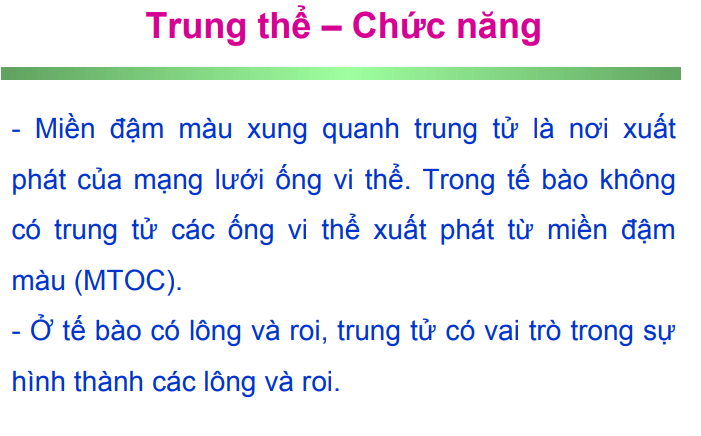 Trung thể – Chức năng
- Miền đậm màu xung quanh trung tử là nơi xuất
phát của mạng lưới ống vi thể. Trong tế bào không
có trung tử các ống vi thể xuất phát từ miền đậm
màu (MTOC).
- Ở tế bào có lông và roi, trung tử có vai trò trong sự
hình thành các lông và roi.